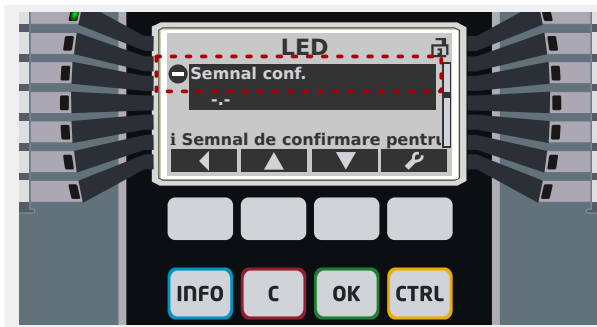 LED
Semnal conf.
-.-
i Semnal de confirmare pentru
INFO
C
OK
CTRL